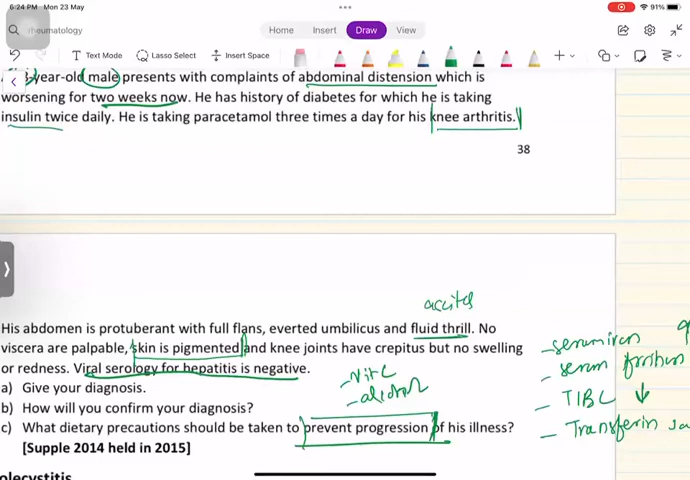 6:24 PM Mon 23 May
91%
rheumatology
Home Insert Draw View
Text Mode Lasso Select Insert Space
year-old male presents with complaints of abdominal distension which is
worsening for two weeks now. He has history of diabetes for which he is taking
insulin twice daily. He is taking paracetamol three times a day for his knee arthritis.
38
His abdomen is protuberant with full flans, everted umbilicus and fluid thrill. No
viscera are palpable, skin is pigmented and knee joints have crepitus but no swelling
or redness. Viral serology for hepatitis is negative.
- vit C
a) Give your diagnosis.
b) How will you confirm your diagnosis?
c) What dietary precautions should be taken to prevent progression of his illness?
[Supple 2014 held in 2015]
- TIBC ↓
- Transferrin
olecystitis